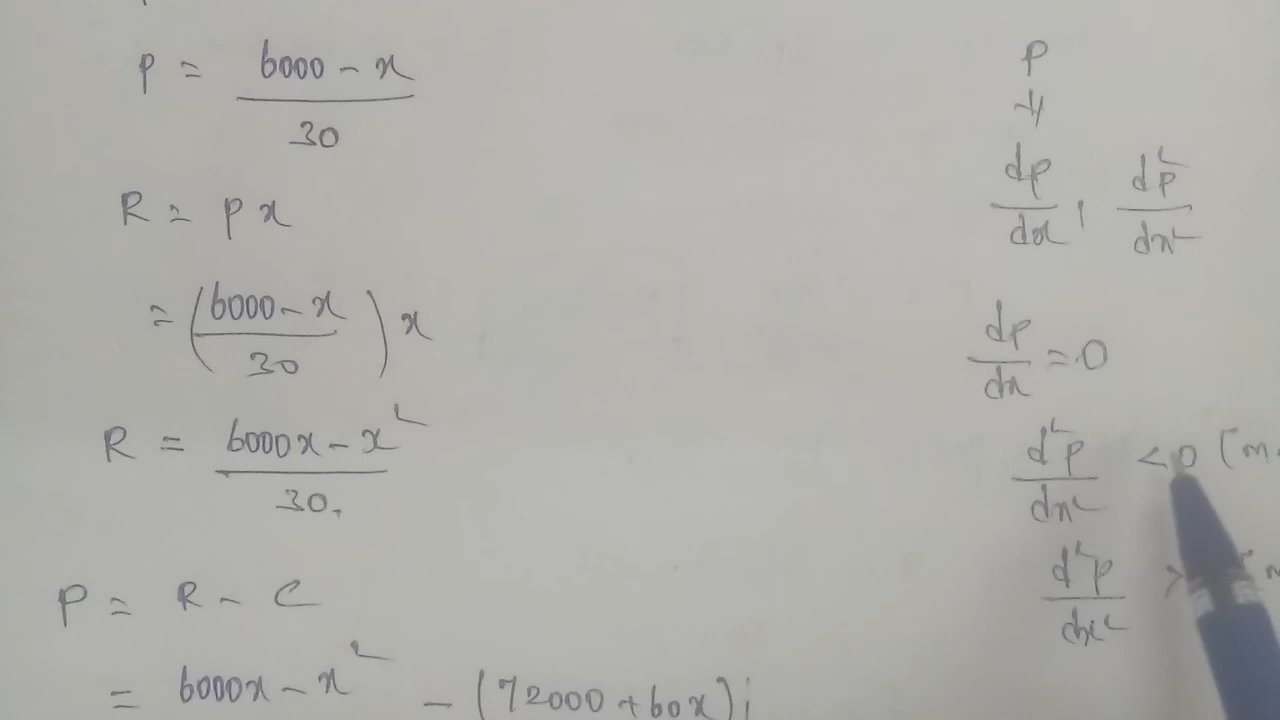 p = 6000 - x
30
R = px
= (6000 - x
30) x
R = 6000x - x²
30.
P = R - C
= 6000x - x² - (72000 + 60x)
P
dp
dx , d²p
dx²
dp
dx = 0
d²p
dx² < 0 [m
d²p
dx² >